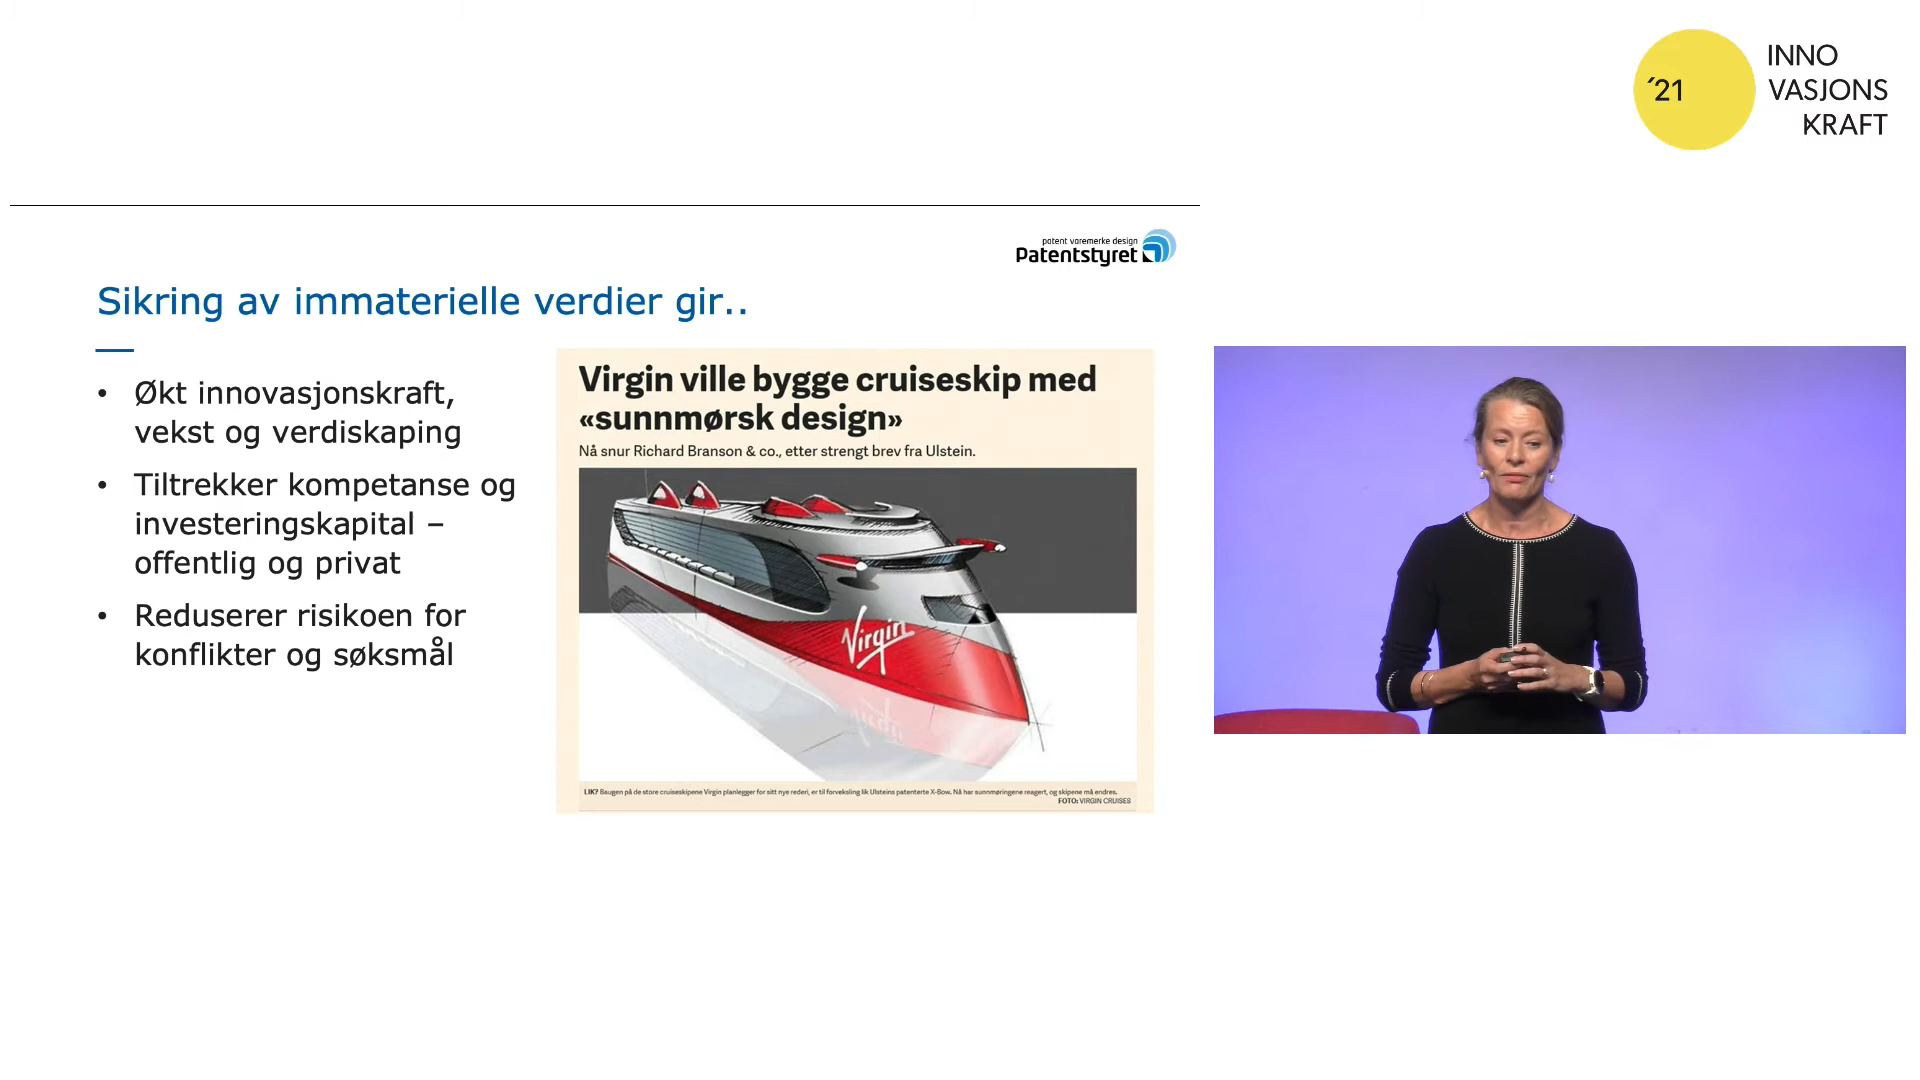 ´21
INNO
VASJONS
KRAFT
patent varemerke design
Patentstyret
Sikring av immaterielle verdier gir..
• Økt innovasjonskraft,
vekst og verdiskaping
• Tiltrekker kompetanse og
investeringskapital –
offentlig og privat
• Reduserer risikoen for
konflikter og søksmål
Virgin ville bygge cruiseskip med
«sunnmørsk design»
Nå snur Richard Branson & co., etter strengt brev fra Ulstein.
Virgin
LIK? Baugen på de store cruiseskipene Virgin planlegger for sitt nye rederi, er til forveksling lik Ulsteins patenterte X-Bow. Nå har sunnmøringene reagert, og skipene må endres.
FOTO: VIRGIN CRUISES